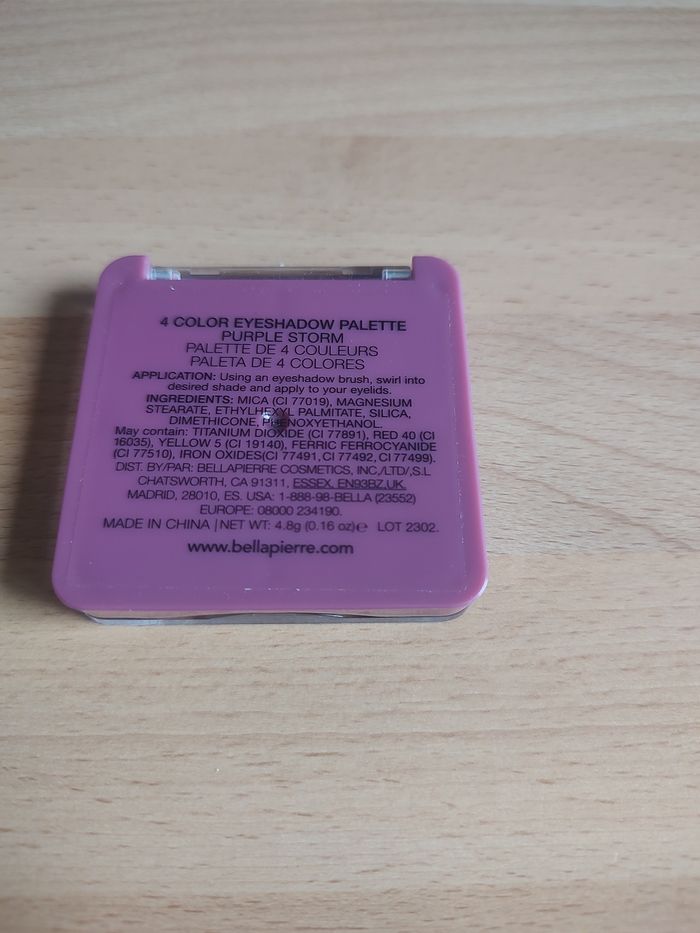 4 COLOR EYESHADOW PALETTE
PURPLE STORM
PALETTE DE 4 COULEURS
PALETA DE 4 COLORES
APPLICATION: Using an eyeshadow brush, swirl into
desired shade and apply to your eyelids.
INGREDIENTS: MICA (CI 77019), MAGNESIUM
STEARATE, ETHYLHEXYL PALMITATE, SILICA,
DIMETHICONE, PHENOXYETHANOL.
May contain: TITANIUM DIOXIDE (CI 77891), RED 40 (CI
16035), YELLOW 5 (CI 19140), FERRIC FERROCYANIDE
(CI 77510), IRON OXIDES(CI 77491, CI 77492, CI 77499).
DIST. BY/PAR: BELLAPIERRE COSMETICS, INC./LTD/,S.L
CHATSWORTH, CA 91311, ESSEX, EN93BZ,UK.
MADRID, 28010, ES. USA: 1-888-98-BELLA (23552)
EUROPE: 08000 234190.
MADE IN CHINA | NET WT: 4.8g (0.16 oz)℮ LOT 2302.
www.bellapierre.com